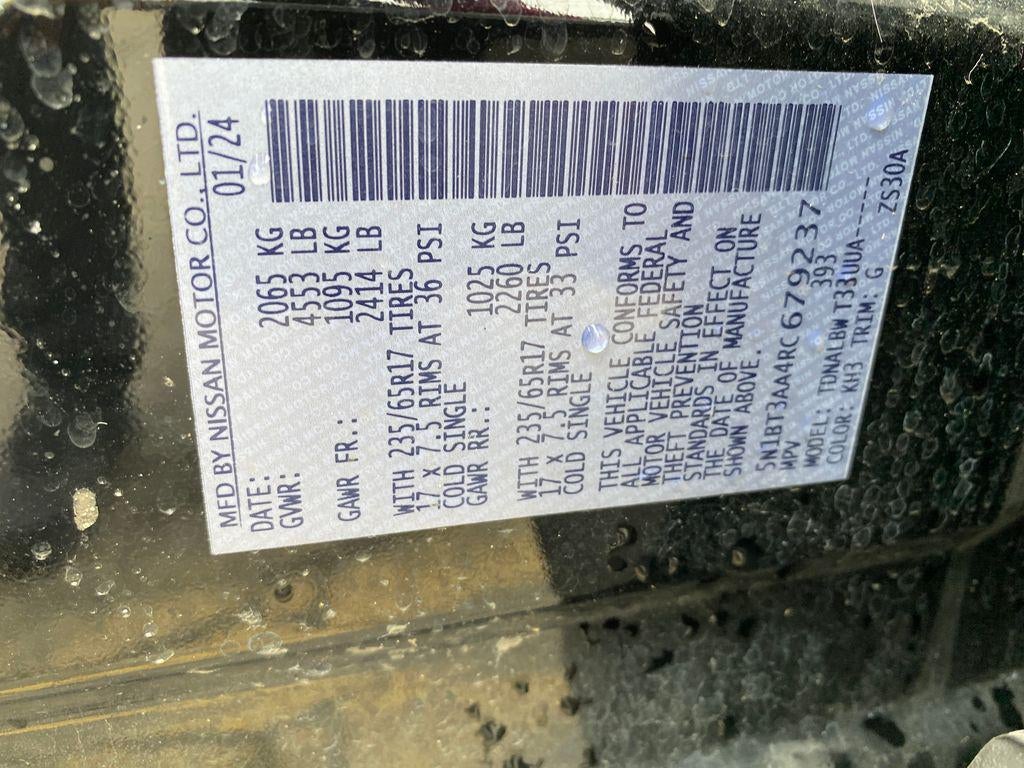 MFD BY NISSAN MOTOR CO., LTD.
DATE: 01/24
GVWR: 2065 KG
4553 LB
GAWR FR.: 1095 KG
2414 LB
WITH 235/65R17 TIRES
17 X 7.5 RIMS AT 36 PSI
COLD SINGLE
GAWR RR.: 1025 KG
2260 LB
WITH 235/65R17 TIRES
17 X 7.5 RIMS AT 33 PSI
COLD SINGLE
THIS VEHICLE CONFORMS TO
ALL APPLICABLE FEDERAL
MOTOR VEHICLE SAFETY AND
THEFT PREVENTION
STANDARDS IN EFFECT ON
THE DATE OF MANUFACTURE
SHOWN ABOVE.
5N1BT3AA4RC679237
MPV 393
MODEL: TDNALBWT33UUA-----
COLOR: KH3 TRIM: G ZS30A